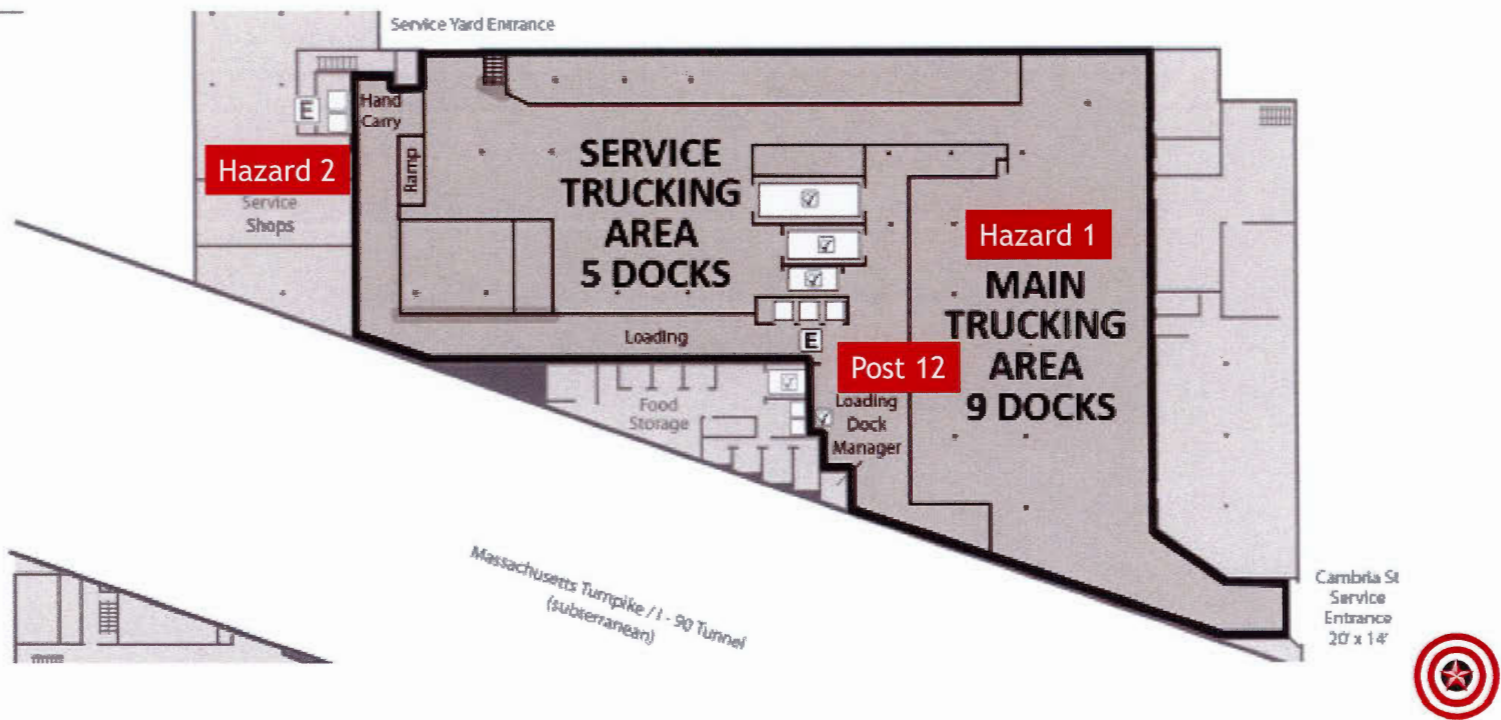 Service Yard Entrance
Hand
Carry
E
Ramp
Hazard 2
Service
Shops
SERVICE
TRUCKING
AREA
5 DOCKS
Hazard 1
MAIN
TRUCKING
AREA
9 DOCKS
Loading
E
Post 12
Loading
Dock
Manager
Food
Storage
Massachusetts Turnpike / I - 90 Tunnel
(subterranean)
Cambria St
Service
Entrance
20' x 14'